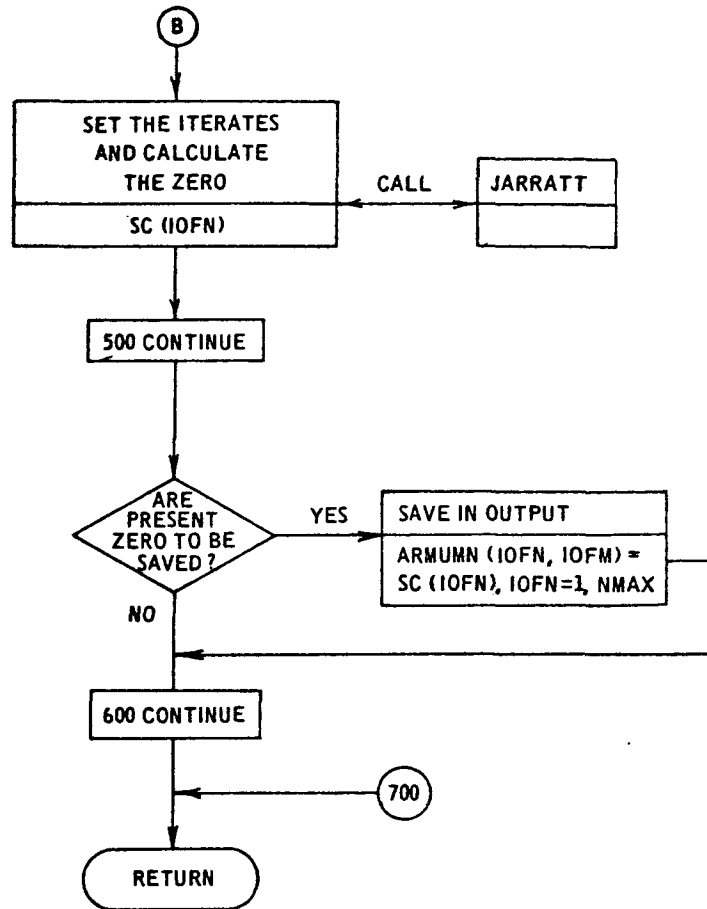 B
SET THE ITERATES
AND CALCULATE
THE ZERO
SC (IOFN)
CALL
JARRATT
500 CONTINUE
ARE
PRESENT
ZERO TO BE
SAVED?
YES
SAVE IN OUTPUT
ARMUMN (IOFN, IOFM) =
SC (IOFN), IOFN=1, NMAX
NO
600 CONTINUE
700
RETURN